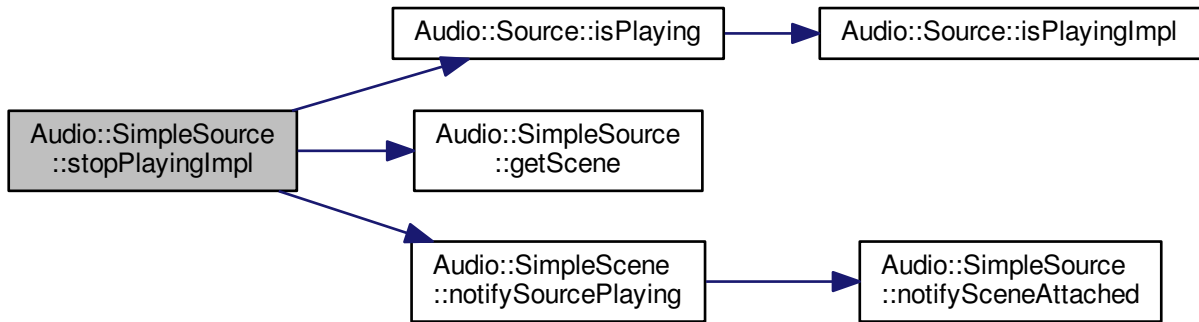 Audio::Source::isPlaying
Audio::Source::isPlayingImpl
Audio::SimpleSource
::stopPlayingImpl
Audio::SimpleSource
::getScene
Audio::SimpleScene
::notifySourcePlaying
Audio::SimpleSource
::notifySceneAttached